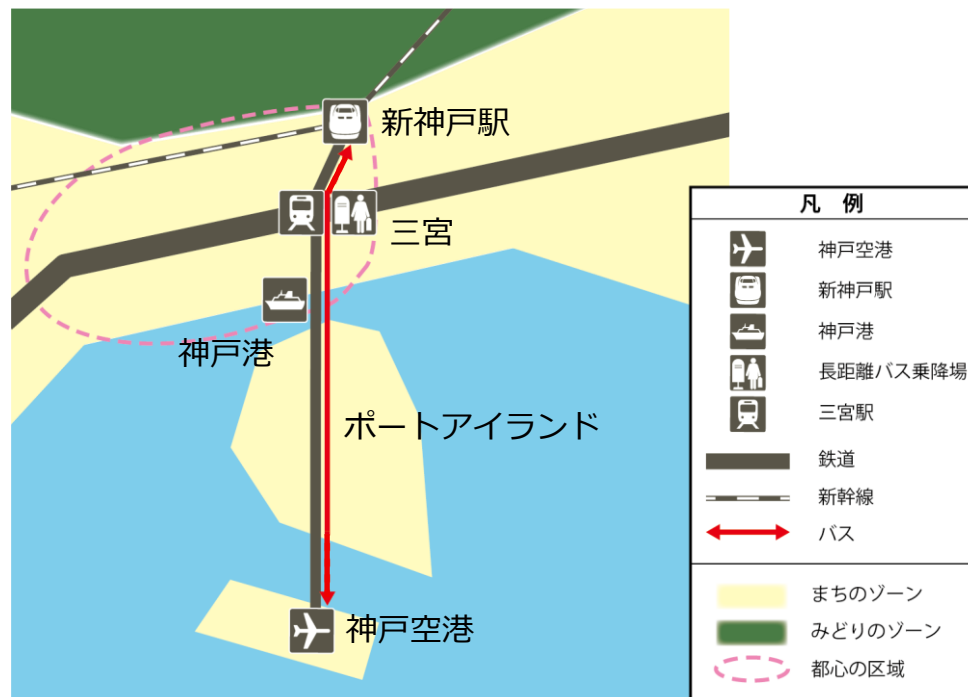 新神戸駅
三宮
神戸港
ポートアイランド
神戸空港
凡 例
神戸空港
新神戸駅
神戸港
長距離バス乗降場
三宮駅
鉄道
新幹線
バス
まちのゾーン
みどりのゾーン
都心の区域